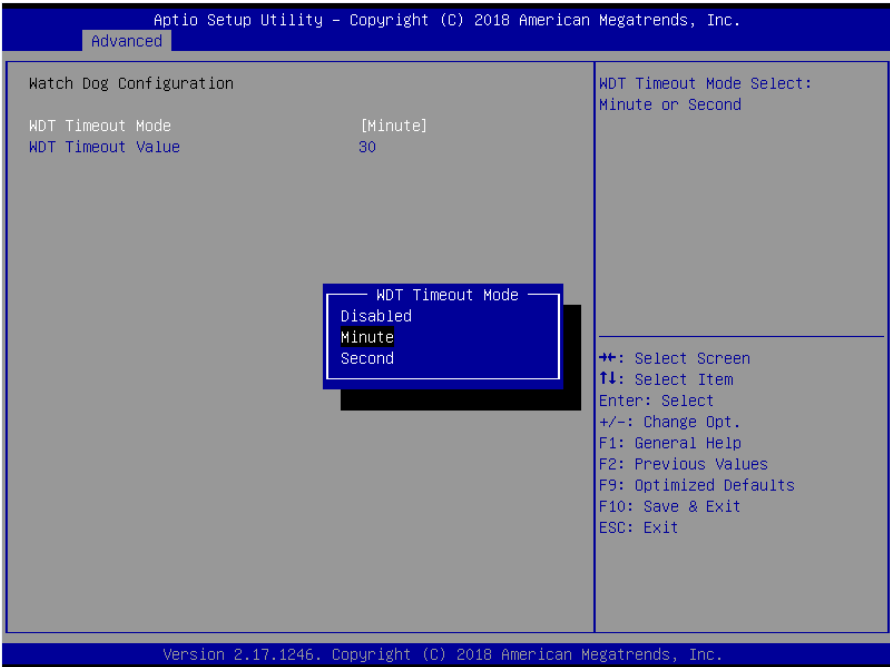 Aptio Setup Utility – Copyright (C) 2018 American Megatrends, Inc.
Advanced
Watch Dog Configuration
WDT Timeout Mode [Minute]
WDT Timeout Value 30
WDT Timeout Mode
Disabled
Minute
Second
WDT Timeout Mode Select:
Minute or Second
→←: Select Screen
↑↓: Select Item
Enter: Select
+/-: Change Opt.
F1: General Help
F2: Previous Values
F9: Optimized Defaults
F10: Save & Exit
ESC: Exit
Version 2.17.1246. Copyright (C) 2018 American Megatrends, Inc.